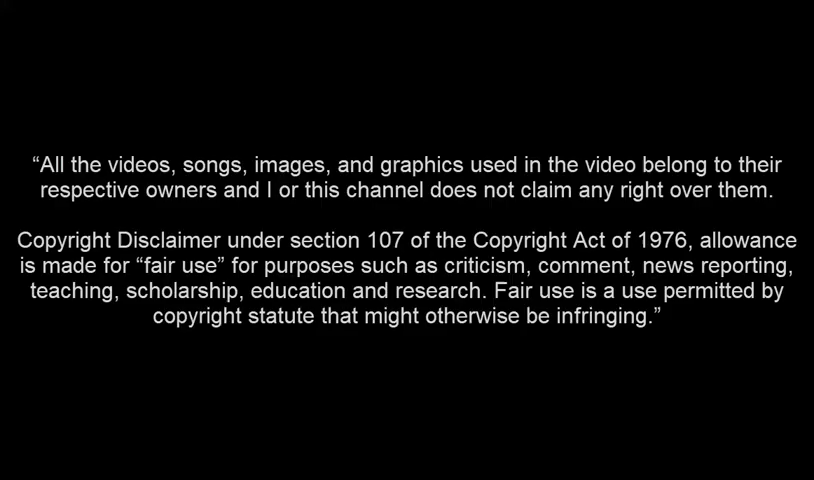 “All the videos, songs, images, and graphics used in the video belong to their
respective owners and I or this channel does not claim any right over them.
Copyright Disclaimer under section 107 of the Copyright Act of 1976, allowance
is made for “fair use” for purposes such as criticism, comment, news reporting,
teaching, scholarship, education and research. Fair use is a use permitted by
copyright statute that might otherwise be infringing.”